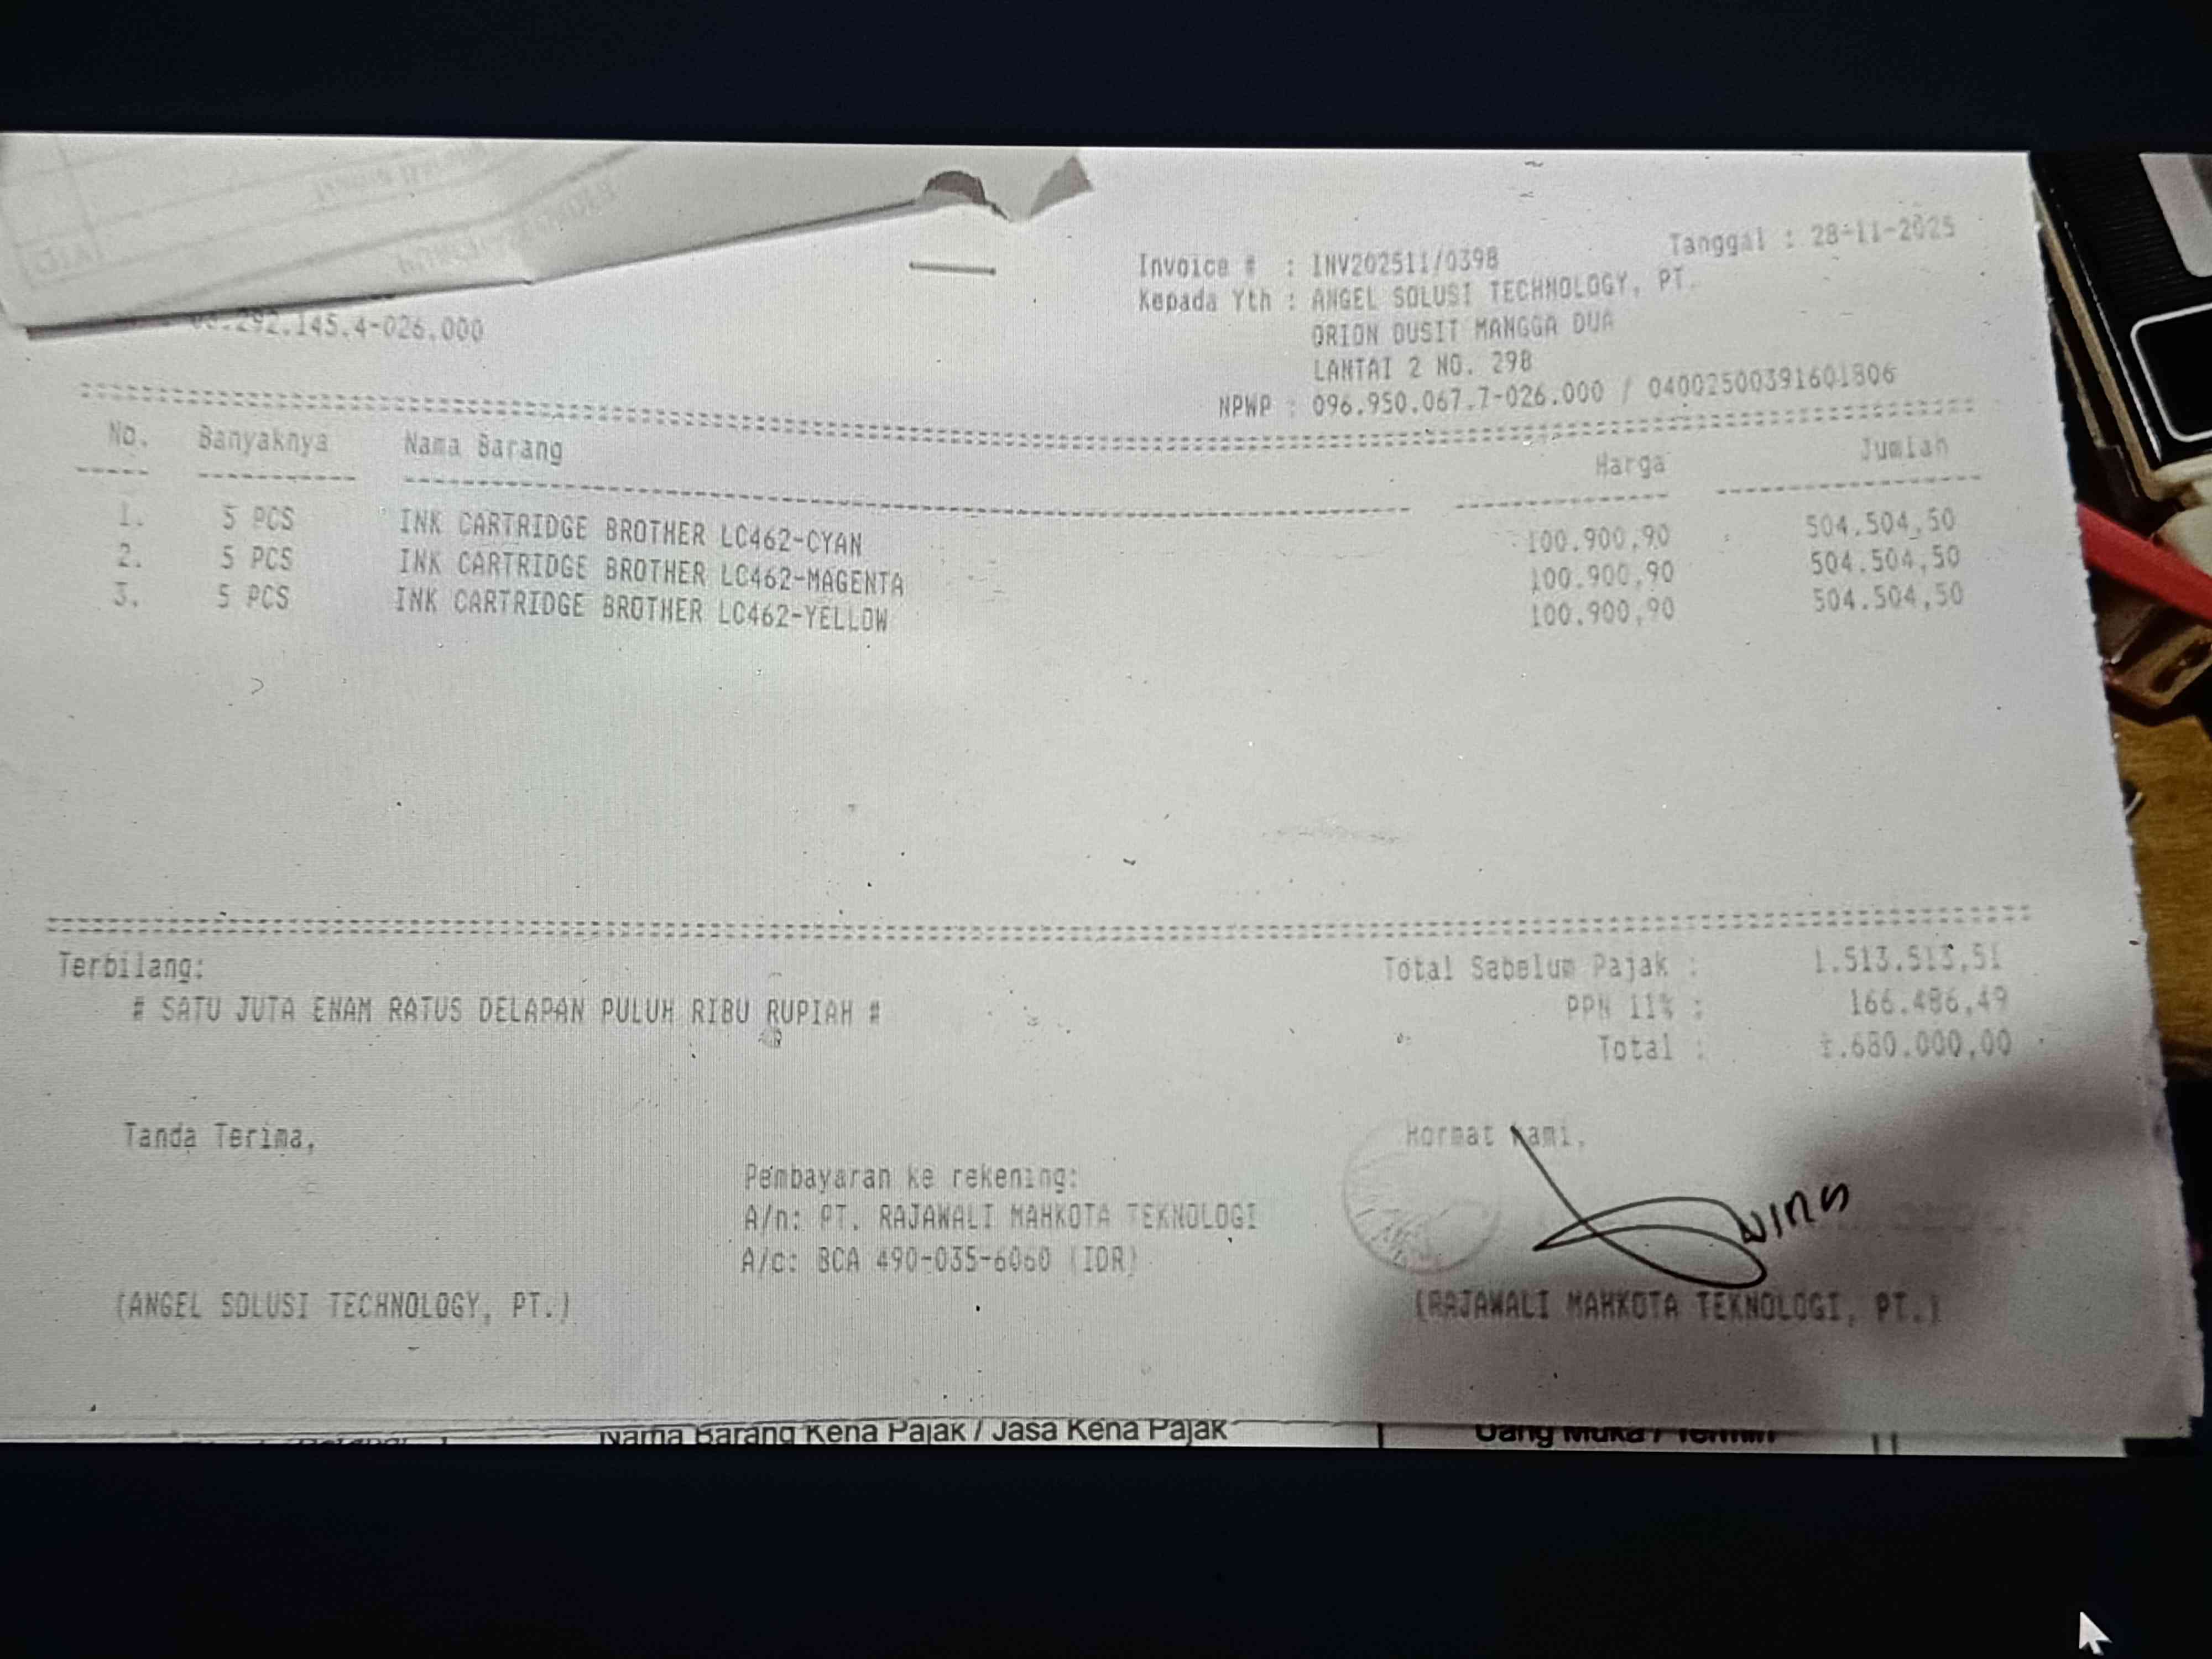 Tanggal : 28-11-2025
Invoice # : INV202511/0398
Kepada Yth : ANGEL SOLUSI TECHNOLOGY, PT.
ORION DUSIT MANGGA DUA
LANTAI 2 NO. 298
NPWP : 096.950.067.7-026.000 / 04002500391601806
.292.145.4-026.000
No. Banyaknya Nama Barang Harga Jumlah
1. 5 PCS INK CARTRIDGE BROTHER LC462-CYAN 100.900,90 504.504,50
2. 5 PCS INK CARTRIDGE BROTHER LC462-MAGENTA 100.900,90 504.504,50
3. 5 PCS INK CARTRIDGE BROTHER LC462-YELLOW 100.900,90 504.504,50
Terbilang:
# SATU JUTA ENAM RATUS DELAPAN PULUH RIBU RUPIAH #
Total Sebelum Pajak : 1.513.513,51
PPN 11% : 166.486,49
Total : 1.680.000,00
Tanda Terima,
Hormat kami,
Pembayaran ke rekening:
A/n: PT. RAJAWALI MAHKOTA TEKNOLOGI
A/c: BCA 490-035-6060 (IDR)
(ANGEL SOLUSI TECHNOLOGY, PT.)
(RAJAWALI MAHKOTA TEKNOLOGI, PT.)
Nama Barang Kena Pajak / Jasa Kena Pajak
Uang Muka / Termin